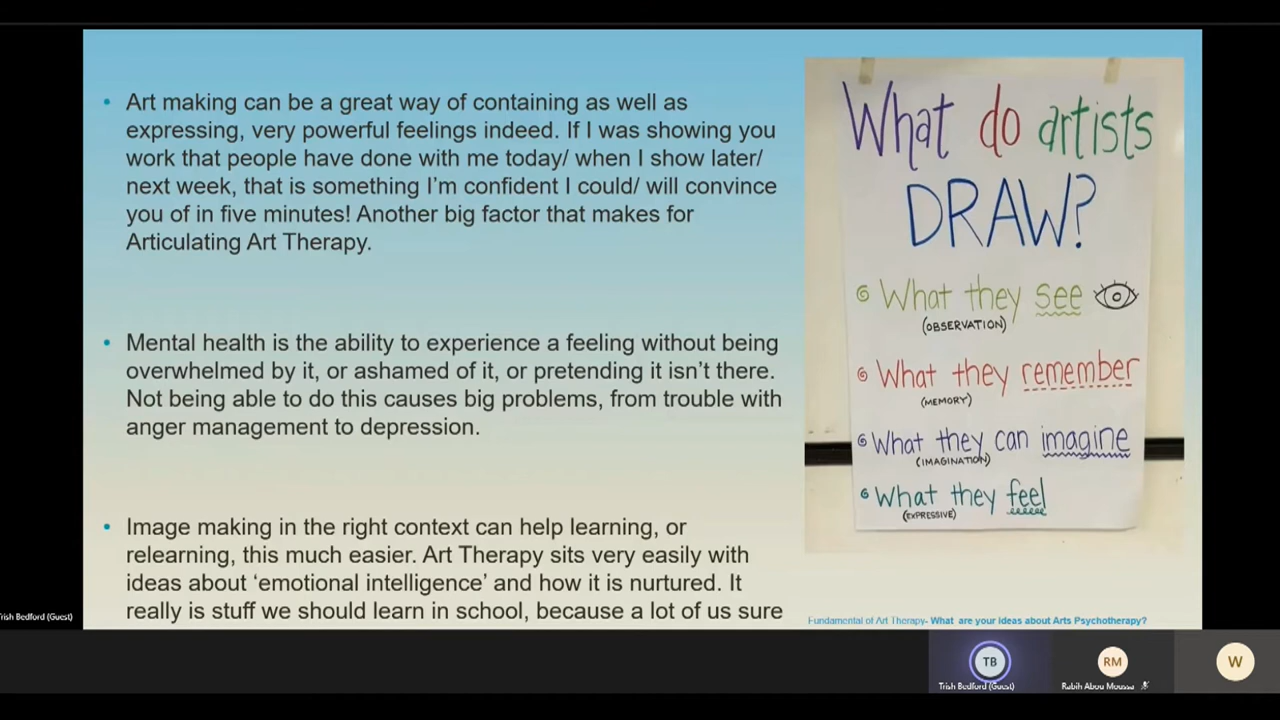 • Art making can be a great way of containing as well as
expressing, very powerful feelings indeed. If I was showing you
work that people have done with me today/ when I show later/
next week, that is something I'm confident I could/ will convince
you of in five minutes! Another big factor that makes for
Articulating Art Therapy.
• Mental health is the ability to experience a feeling without being
overwhelmed by it, or ashamed of it, or pretending it isn't there.
Not being able to do this causes big problems, from trouble with
anger management to depression.
• Image making in the right context can help learning, or
relearning, this much easier. Art Therapy sits very easily with
ideas about 'emotional intelligence' and how it is nurtured. It
really is stuff we should learn in school, because a lot of us sure
What do artists
DRAW?
What they see
(OBSERVATION)
What they remember
(MEMORY)
What they can imagine
(IMAGINATION)
What they feel
(EXPRESSIVE)
Fundamental of Art Therapy- What are your ideas about Arts Psychotherapy?
Trish Bedford (Guest)
TB
Trish Bedford (Guest)
RM
Rabih Abou Moussa
W